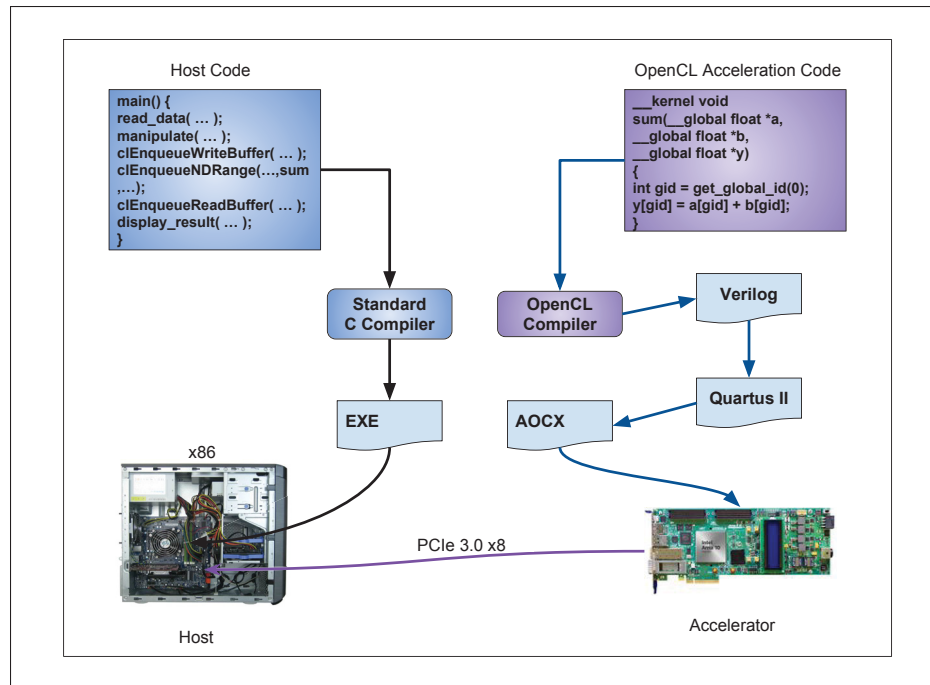 Host Code
main() {
read_data( … );
manipulate( … );
clEnqueueWriteBuffer( … );
clEnqueueNDRange(…,sum
,…);
clEnqueueReadBuffer( … );
display_result( … );
}
OpenCL Acceleration Code
__kernel void
sum(__global float *a,
__global float *b,
__global float *y)
{
int gid = get_global_id(0);
y[gid] = a[gid] + b[gid];
}
Standard
C Compiler
OpenCL
Compiler
Verilog
EXE
AOCX
Quartus II
x86
PCIe 3.0 x8
Host
Accelerator